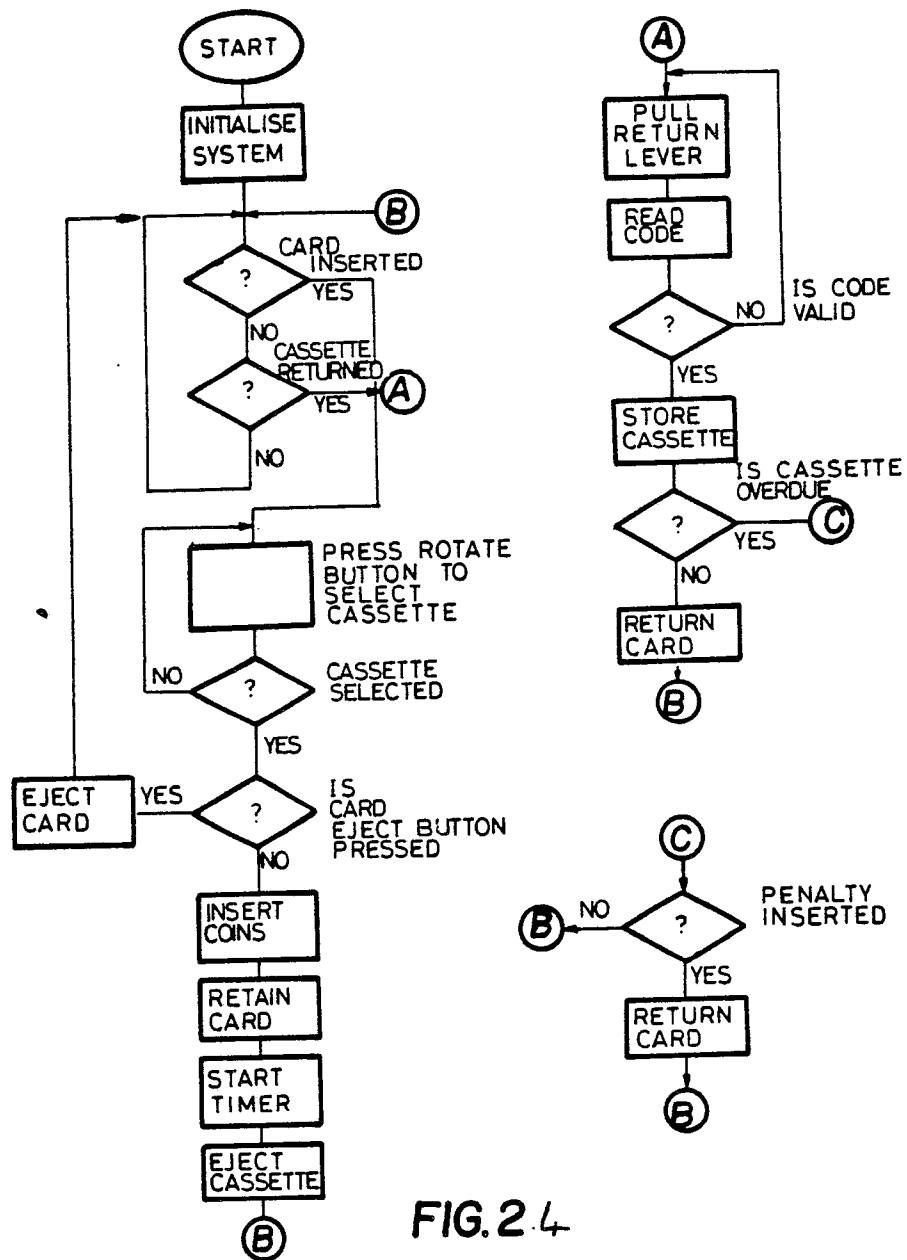 START
INITIALISE
SYSTEM
B
CARD
INSERTED
?
YES
NO
CASSETTE
RETURNED
?
YES
A
NO
PRESS ROTATE
BUTTON TO
SELECT
CASSETTE
NO
?
CASSETTE
SELECTED
YES
EJECT
CARD
YES
?
IS
CARD
EJECT BUTTON
PRESSED
NO
INSERT
COINS
RETAIN
CARD
START
TIMER
EJECT
CASSETTE
B
A
PULL
RETURN
LEVER
READ
CODE
?
NO
IS CODE
VALID
YES
STORE
CASSETTE
IS CASSETTE
OVERDUE
?
YES
C
NO
RETURN
CARD
B
C
PENALTY
INSERTED
?
NO
B
YES
RETURN
CARD
B
FIG. 2.4